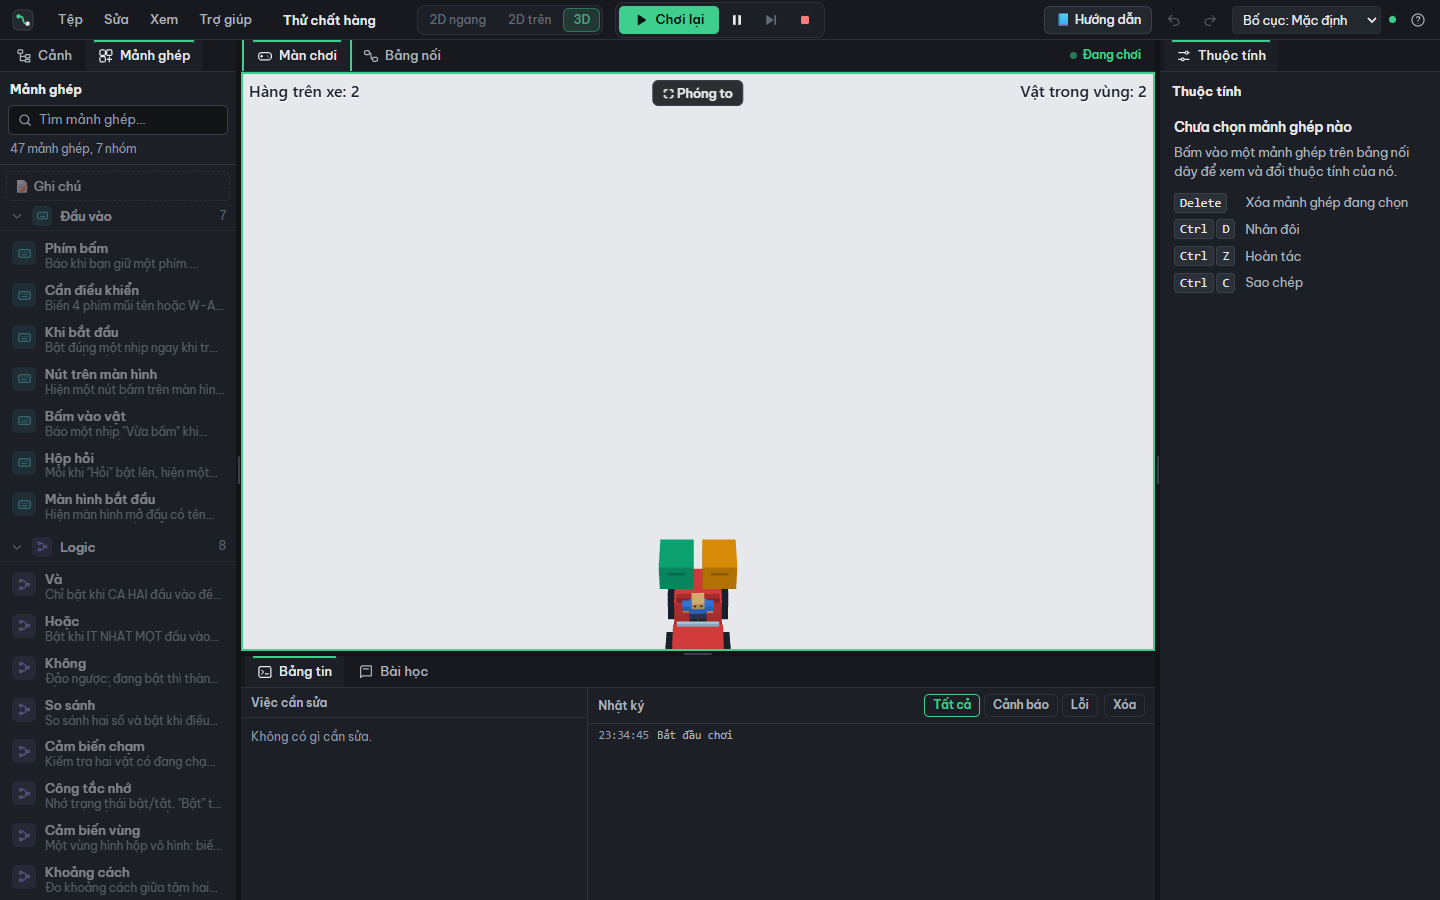 Tệp Sửa Xem Trợ giúp Thử chất hàng 2D ngang 2D trên 3D Chơi lại Hướng dẫn Bố cục: Mặc định
Cảnh Mảnh ghép
Màn chơi Bảng nối Đang chơi
Thuộc tính
Mảnh ghép
Tìm mảnh ghép...
47 mảnh ghép, 7 nhóm
Ghi chú
Đầu vào 7
Phím bấm
Báo khi bạn giữ một phím....
Cần điều khiển
Biến 4 phím mũi tên hoặc W-A...
Khi bắt đầu
Bật đúng một nhịp ngay khi tr...
Nút trên màn hình
Hiện một nút bấm trên màn hìn...
Bấm vào vật
Báo một nhịp "Vừa bấm" khi...
Hộp hỏi
Mỗi khi "Hỏi" bật lên, hiện một...
Màn hình bắt đầu
Hiện màn hình mở đầu có tên...
Logic 8
Và
Chỉ bật khi CẢ HAI đầu vào đề...
Hoặc
Bật khi ÍT NHẤT MỘT đầu vào...
Không
Đảo ngược: đang bật thì thàn...
So sánh
So sánh hai số và bật khi điều...
Cảm biến chạm
Kiểm tra hai vật có đang chạ...
Công tắc nhớ
Nhớ trạng thái bật/tắt. "Bật" t...
Cảm biến vùng
Một vùng hình hộp vô hình: biế...
Khoảng cách
Đo khoảng cách giữa tâm hai...
Hàng trên xe: 2
Phóng to
Vật trong vùng: 2
Bảng tin Bài học
Việc cần sửa
Không có gì cần sửa.
Nhật ký
Tất cả Cảnh báo Lỗi Xóa
23:34:45 Bắt đầu chơi
Thuộc tính
Chưa chọn mảnh ghép nào
Bấm vào một mảnh ghép trên bảng nối
dây để xem và đổi thuộc tính của nó.
Delete Xóa mảnh ghép đang chọn
Ctrl D Nhân đôi
Ctrl Z Hoàn tác
Ctrl C Sao chép